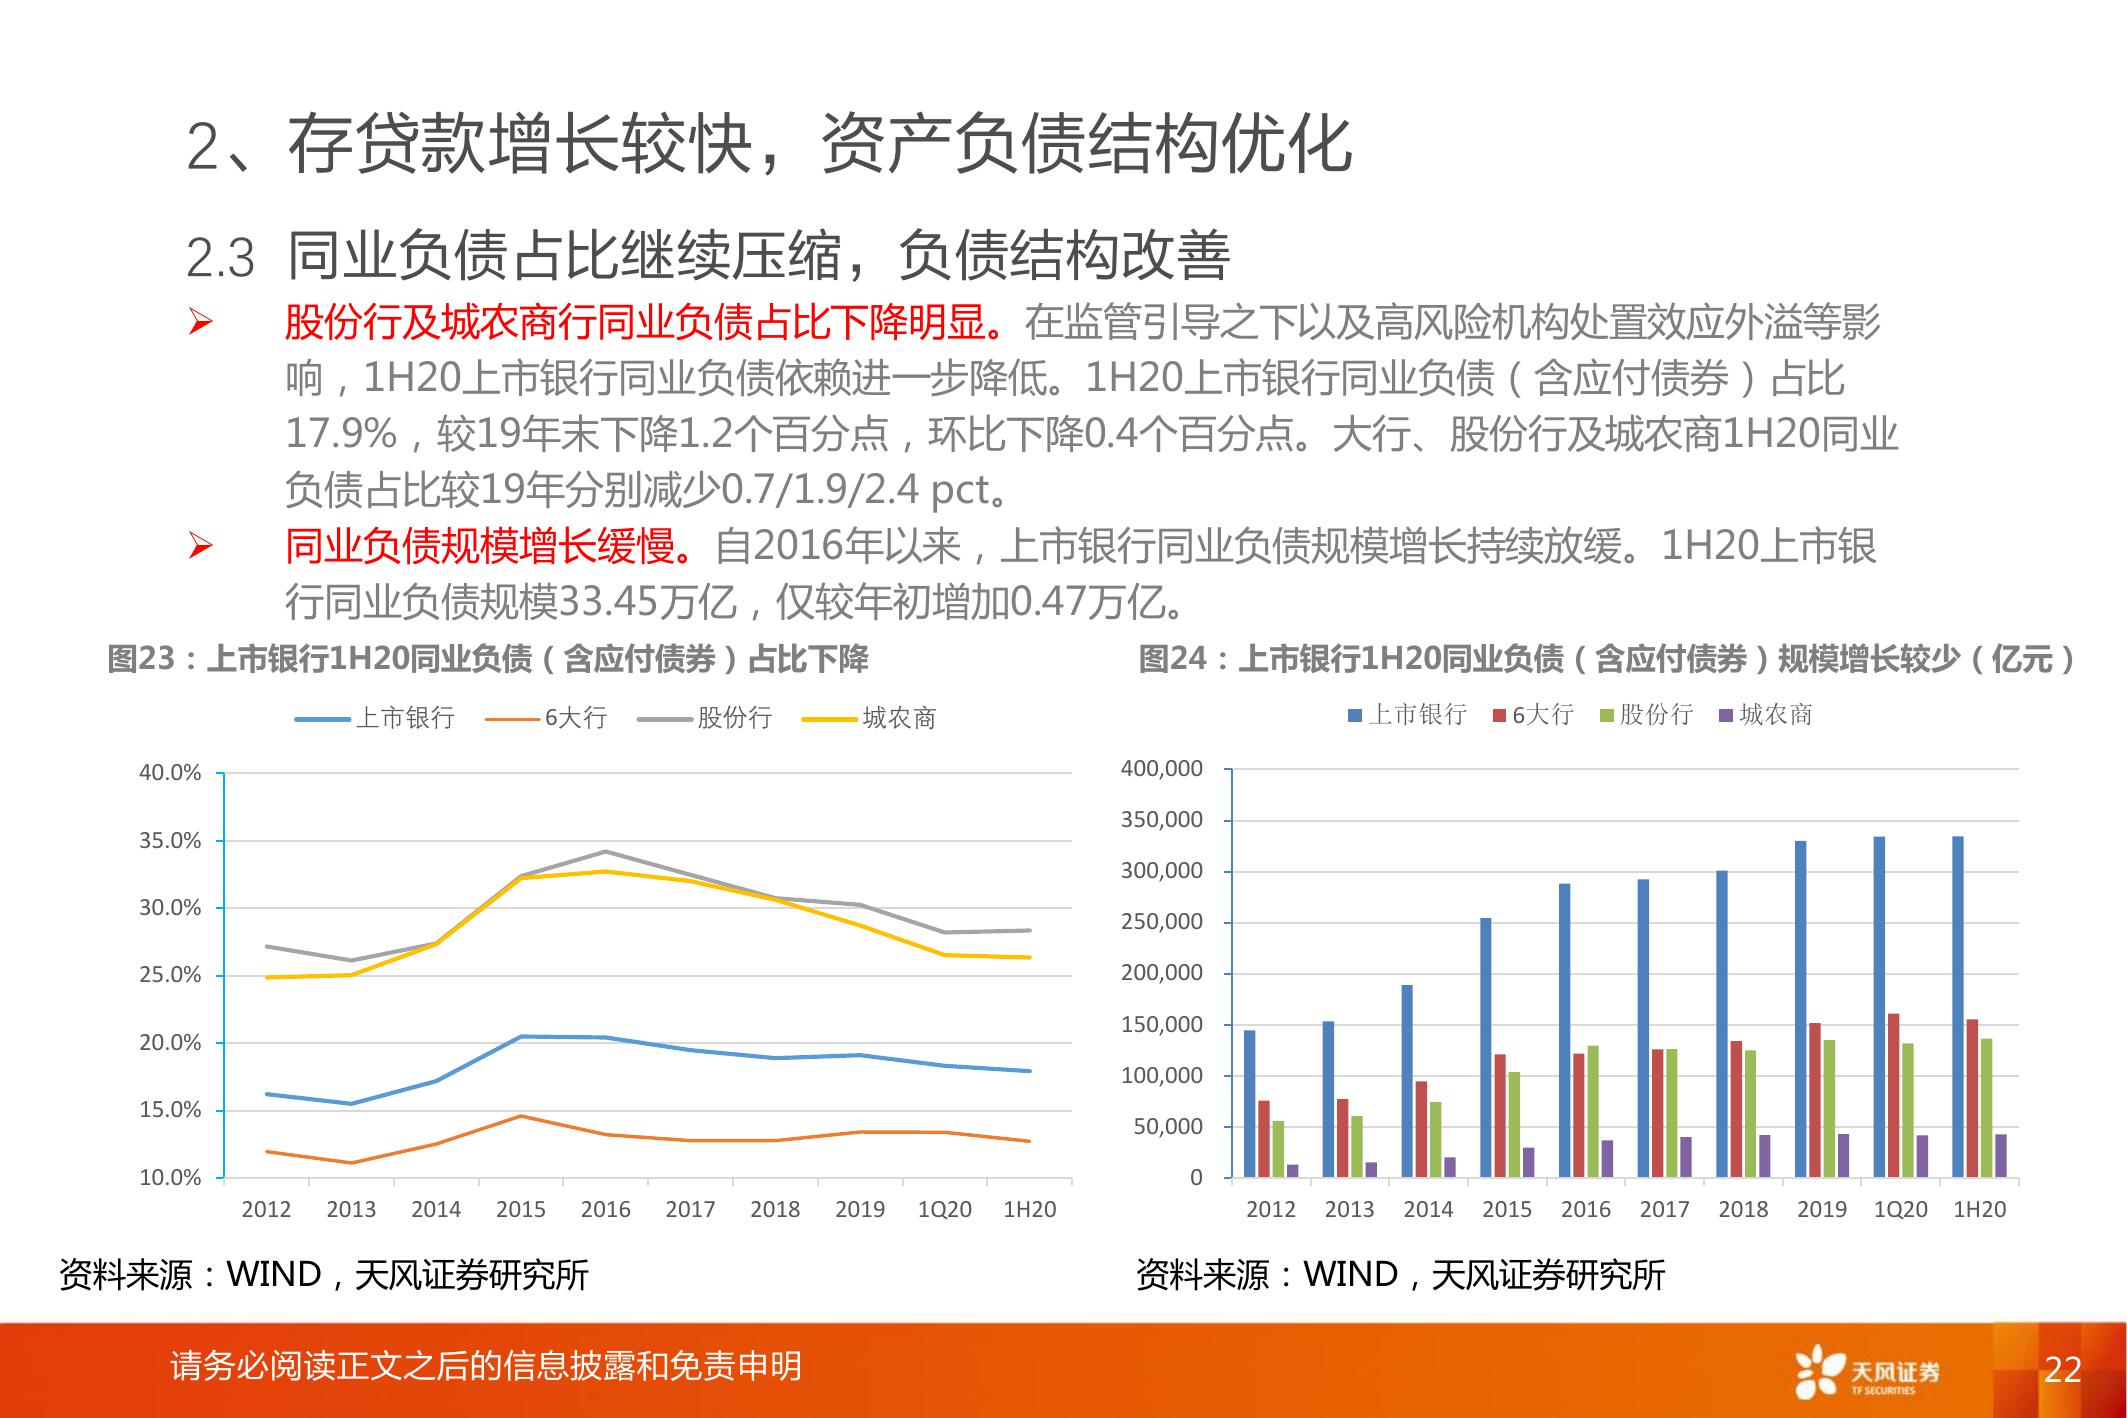 2、存贷款增长较快，资产负债结构优化
2.3 同业负债占比继续压缩，负债结构改善
➢ 股份行及城农商行同业负债占比下降明显。在监管引导之下以及高风险机构处置效应外溢等影
响，1H20上市银行同业负债依赖进一步降低。1H20上市银行同业负债（含应付债券）占比
17.9%，较19年末下降1.2个百分点，环比下降0.4个百分点。大行、股份行及城农商1H20同业
负债占比较19年分别减少0.7/1.9/2.4 pct。
➢ 同业负债规模增长缓慢。自2016年以来，上市银行同业负债规模增长持续放缓。1H20上市银
行同业负债规模33.45万亿，仅较年初增加0.47万亿。
图23：上市银行1H20同业负债（含应付债券）占比下降
上市银行 6大行 股份行 城农商
40.0%
35.0%
30.0%
25.0%
20.0%
15.0%
10.0%
2012 2013 2014 2015 2016 2017 2018 2019 1Q20 1H20
资料来源：WIND，天风证券研究所
图24：上市银行1H20同业负债（含应付债券）规模增长较少（亿元）
上市银行 6大行 股份行 城农商
400,000
350,000
300,000
250,000
200,000
150,000
100,000
50,000
0
2012 2013 2014 2015 2016 2017 2018 2019 1Q20 1H20
资料来源：WIND，天风证券研究所
请务必阅读正文之后的信息披露和免责申明
天风证券
TF SECURITIES
22